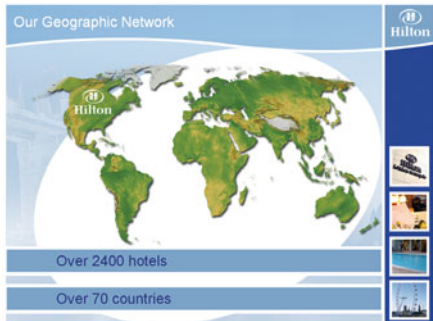 Our Geographic Network
Hilton
Hilton
Over 2400 hotels
Over 70 countries